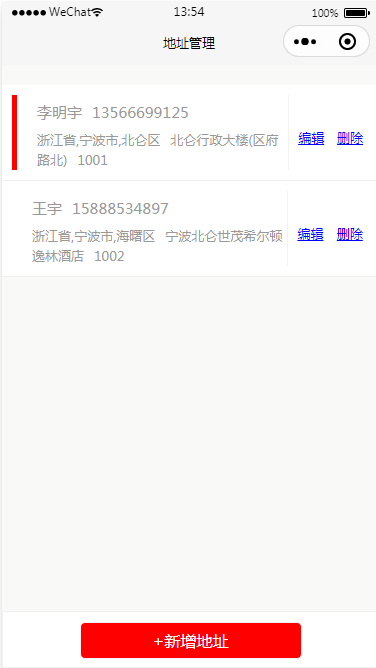 WeChat 13:54 100%
地址管理
李明宇 13566699125
浙江省,宁波市,北仑区 北仑行政大楼(区府
路北) 1001
编辑 删除
王宇 15888534897
浙江省,宁波市,海曙区 宁波北仑世茂希尔顿
逸林酒店 1002
编辑 删除
+新增地址